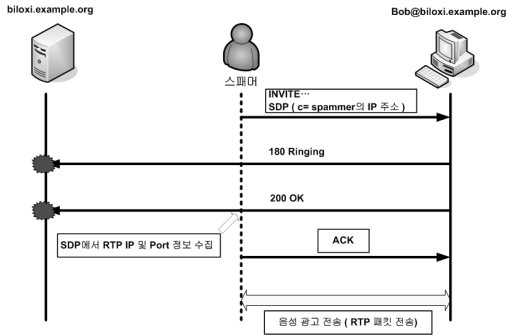 biloxi.example.org
Bob@biloxi.example.org
스패머
INVITE…
SDP ( c= spammer의 IP 주소 )
180 Ringing
200 OK
SDP에서 RTP IP 및 Port 정보 수집
ACK
음성 광고 전송 ( RTP 패킷 전송)